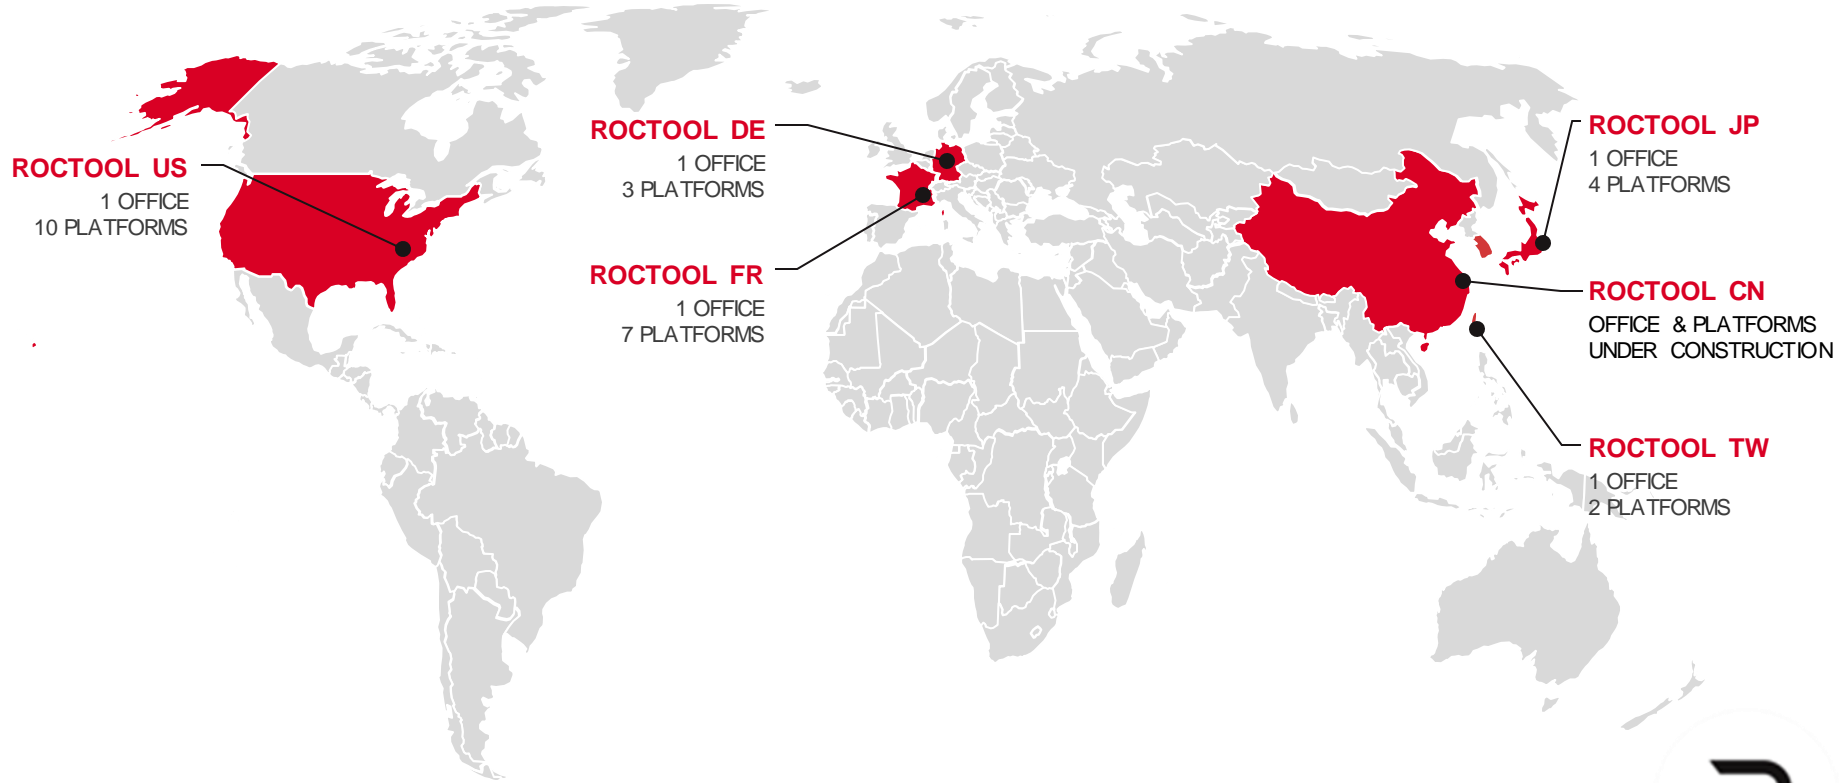 ROCTOOL US
1 OFFICE
10 PLATFORMS
ROCTOOL DE
1 OFFICE
3 PLATFORMS
ROCTOOL FR
1 OFFICE
7 PLATFORMS
ROCTOOL JP
1 OFFICE
4 PLATFORMS
ROCTOOL CN
OFFICE & PLATFORMS
UNDER CONSTRUCTION
ROCTOOL TW
1 OFFICE
2 PLATFORMS